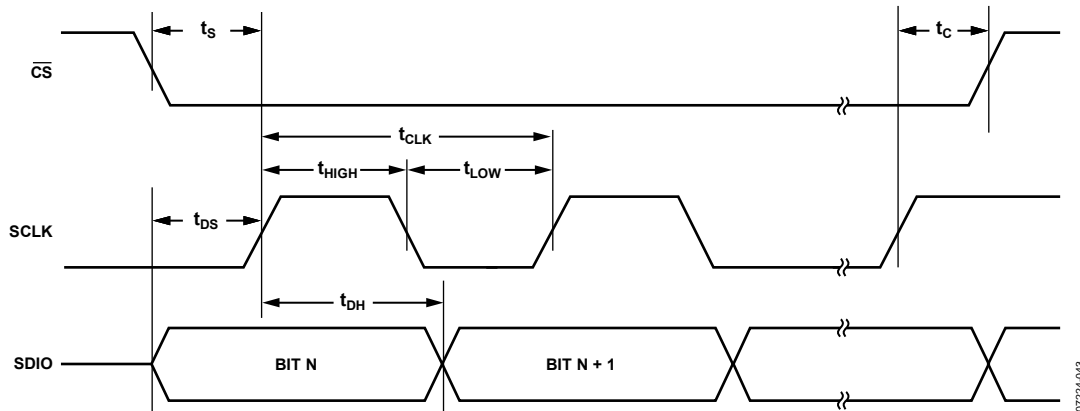 tS
tC
CS
tCLK
tHIGH
tLOW
tDS
SCLK
tDH
SDIO
BIT N
BIT N + 1
07224-043